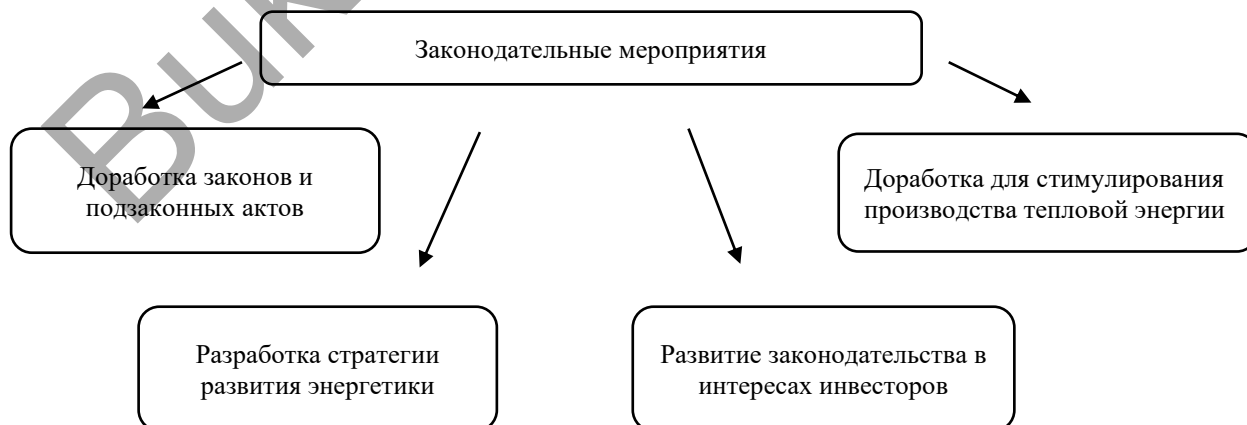 Законодательные мероприятия
Доработка законов и
подзаконных актов
Доработка для стимулирования
производства тепловой энергии
Разработка стратегии
развития энергетики
Развитие законодательства в
интересах инвесторов